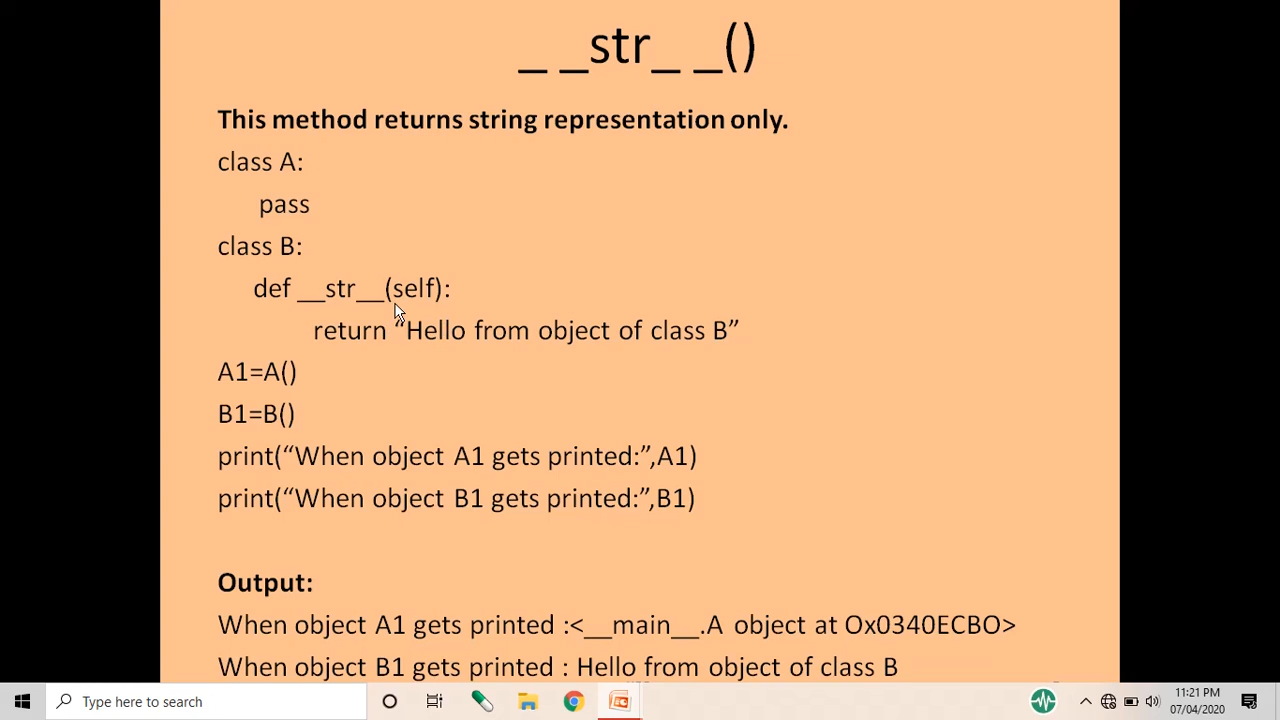 _ _str_ _()
This method returns string representation only.
class A:
pass
class B:
def __str__(self):
return “Hello from object of class B”
A1=A()
B1=B()
print(“When object A1 gets printed:”,A1)
print(“When object B1 gets printed:”,B1)
Output:
When object A1 gets printed :<__main__.A object at Ox0340ECBO>
When object B1 gets printed : Hello from object of class B
Type here to search
11:21 PM
07/04/2020